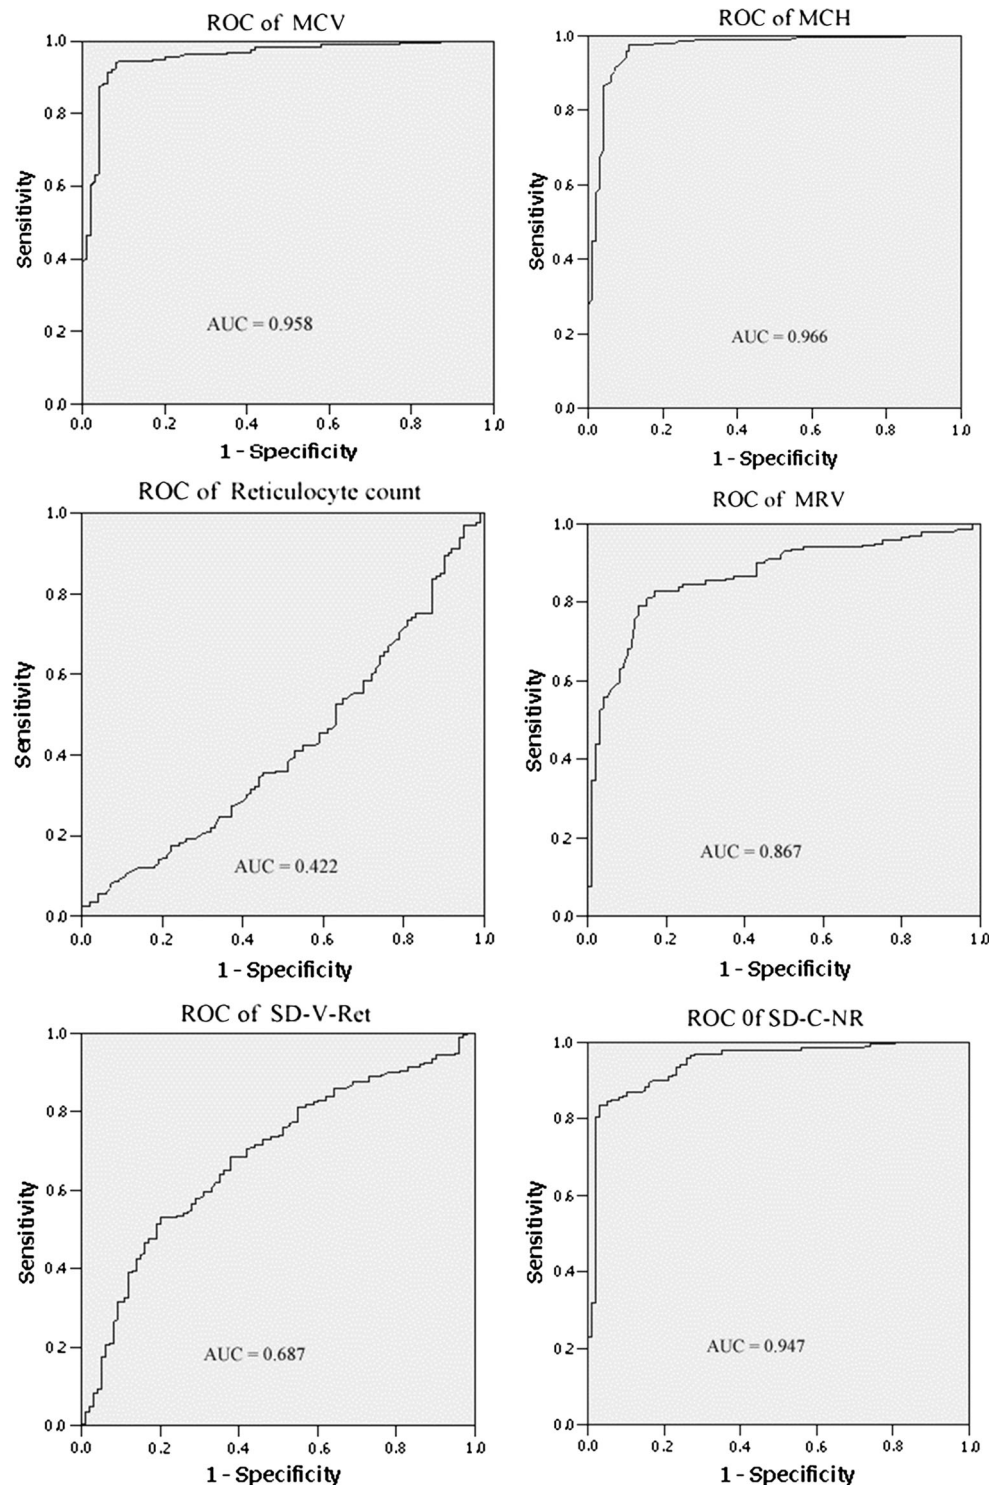 ROC of MCV
1.0
0.8
0.6
0.4
0.2
0.0
Sensitivity
AUC = 0.958
0.0 0.2 0.4 0.6 0.8 1.0
1 - Specificity
ROC of MCH
1.0
0.8
0.6
0.4
0.2
0.0
Sensitivity
AUC = 0.966
0.0 0.2 0.4 0.6 0.8 1.0
1 - Specificity
ROC of Reticulocyte count
1.0
0.8
0.6
0.4
0.2
0.0
Sensitivity
AUC = 0.422
0.0 0.2 0.4 0.6 0.8 1.0
1 - Specificity
ROC of MRV
1.0
0.8
0.6
0.4
0.2
0.0
Sensitivity
AUC = 0.867
0.0 0.2 0.4 0.6 0.8 1.0
1 - Specificity
ROC of SD-V-Ret
1.0
0.8
0.6
0.4
0.2
0.0
Sensitivity
AUC = 0.687
0.0 0.2 0.4 0.6 0.8 1.0
1 - Specificity
ROC 0f SD-C-NR
1.0
0.8
0.6
0.4
0.2
0.0
Sensitivity
AUC = 0.947
0.0 0.2 0.4 0.6 0.8 1.0
1 - Specificity